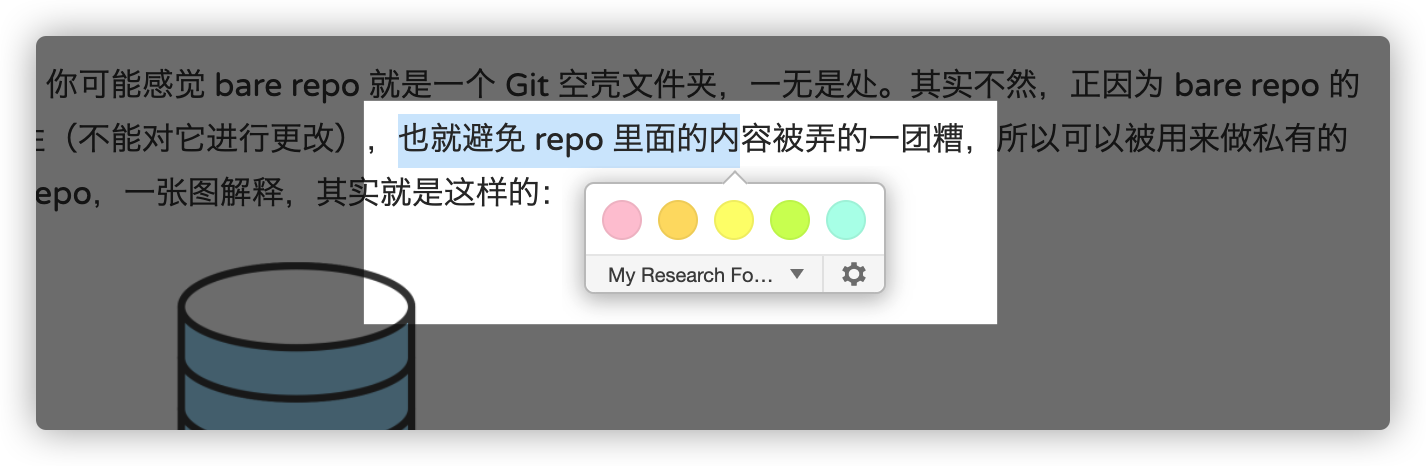 你可能感觉 bare repo 就是一个 Git 空壳文件夹，一无是处。其实不然，正因为 bare repo 的
（不能对它进行更改），也就避免 repo 里面的内容被弄的一团糟，所以可以被用来做私有的
epo，一张图解释，其实就是这样的：
My Research Fo...